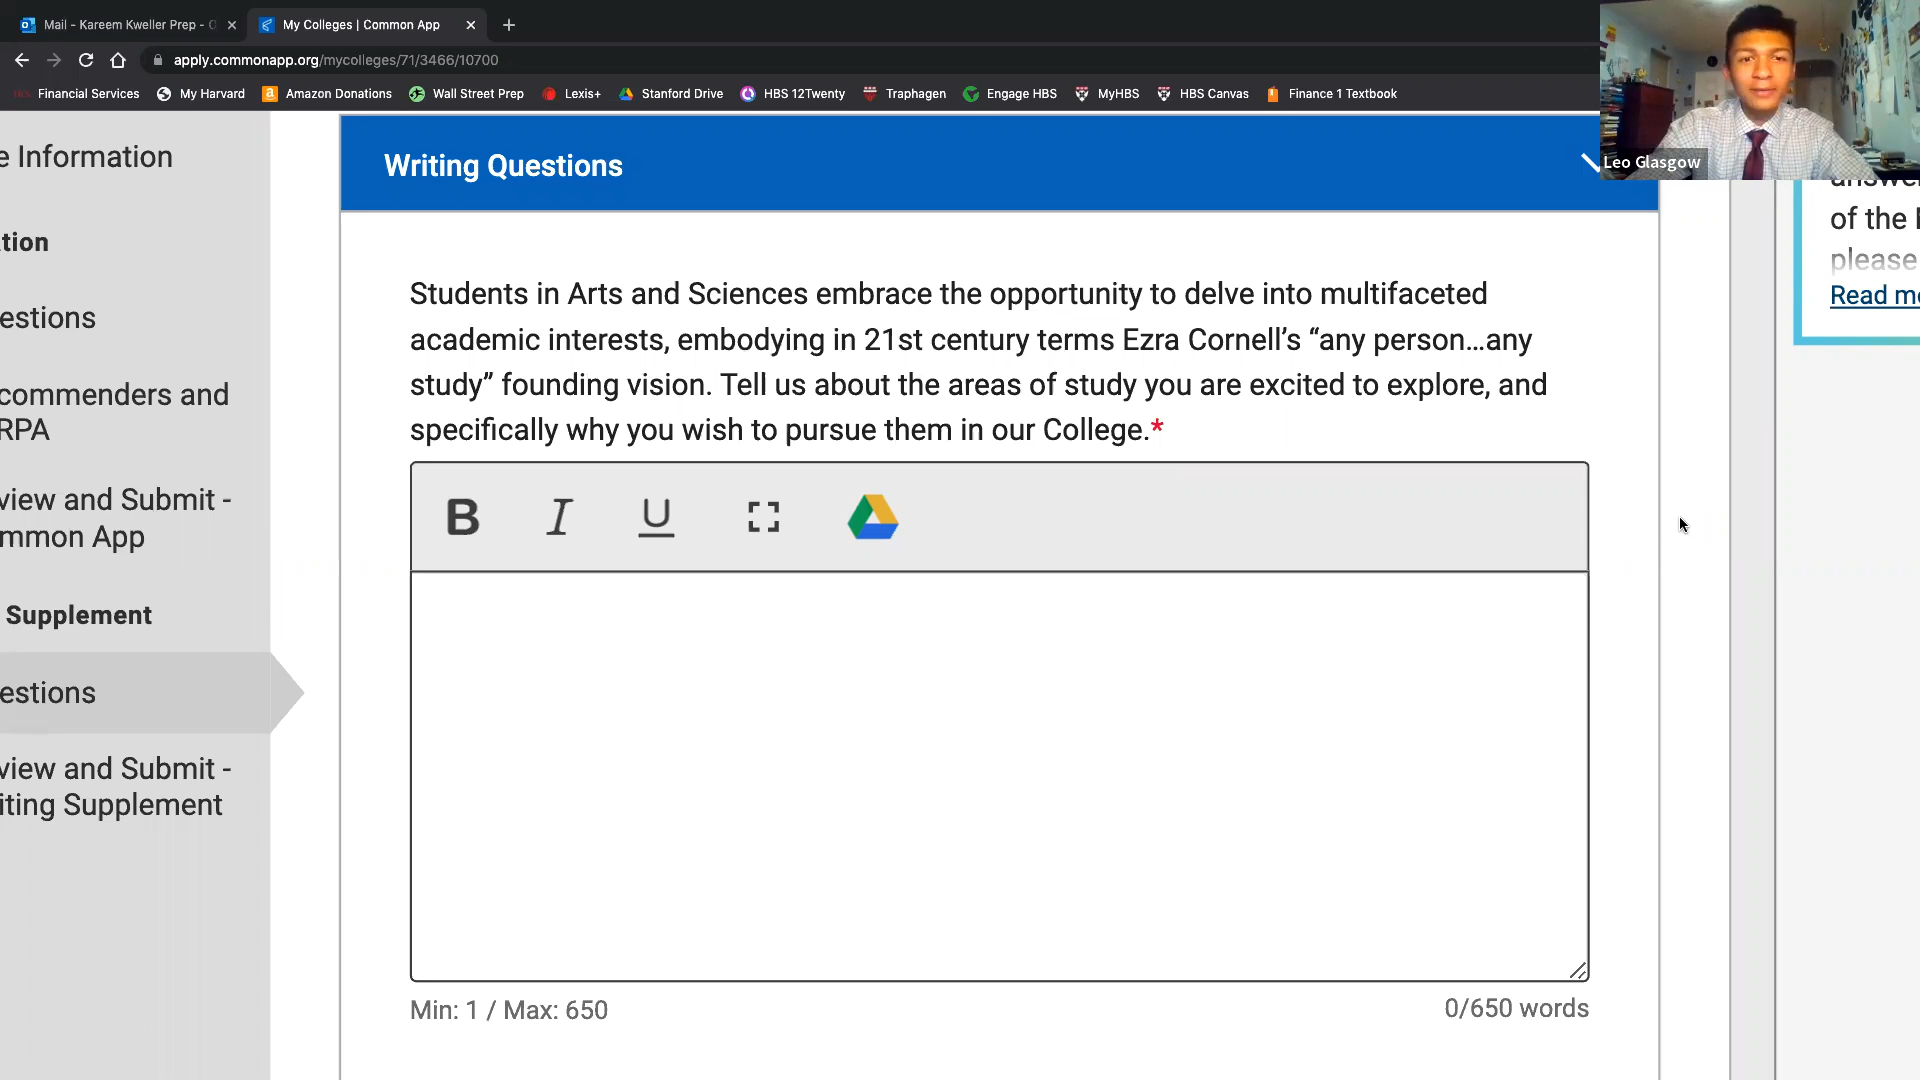 Mail - Kareem Kweller Prep -
My Colleges | Common App
apply.commonapp.org/mycolleges/71/3466/10700
Financial Services My Harvard Amazon Donations Wall Street Prep Lexis+ Stanford Drive HBS 12Twenty Traphagen Engage HBS MyHBS HBS Canvas Finance 1 Textbook
Leo Glasgow
e Information
tion
estions
commenders and
RPA
view and Submit -
mmon App
Supplement
estions
view and Submit -
iting Supplement
Writing Questions
Students in Arts and Sciences embrace the opportunity to delve into multifaceted
academic interests, embodying in 21st century terms Ezra Cornell’s “any person…any
study” founding vision. Tell us about the areas of study you are excited to explore, and
specifically why you wish to pursue them in our College.*
B I U
Min: 1 / Max: 650
0/650 words
of the
please
Read